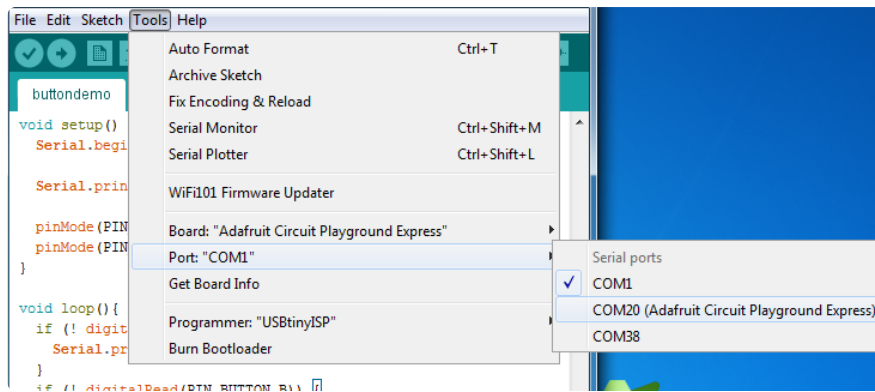 File Edit Sketch Tools Help
Auto Format Ctrl+T
Archive Sketch
Fix Encoding & Reload
Serial Monitor Ctrl+Shift+M
Serial Plotter Ctrl+Shift+L
WiFi101 Firmware Updater
Board: "Adafruit Circuit Playground Express"
Port: "COM1"
Get Board Info
Programmer: "USBtinyISP"
Burn Bootloader
Serial ports
COM1
COM20 (Adafruit Circuit Playground Express)
COM38
buttondemo
void setup()
Serial.begi
Serial.prin
pinMode(PIN
pinMode(PIN
}
void loop(){
if (! digit
Serial.pr
}
if (! digitalRead(PIN_BUTTON_B)) {